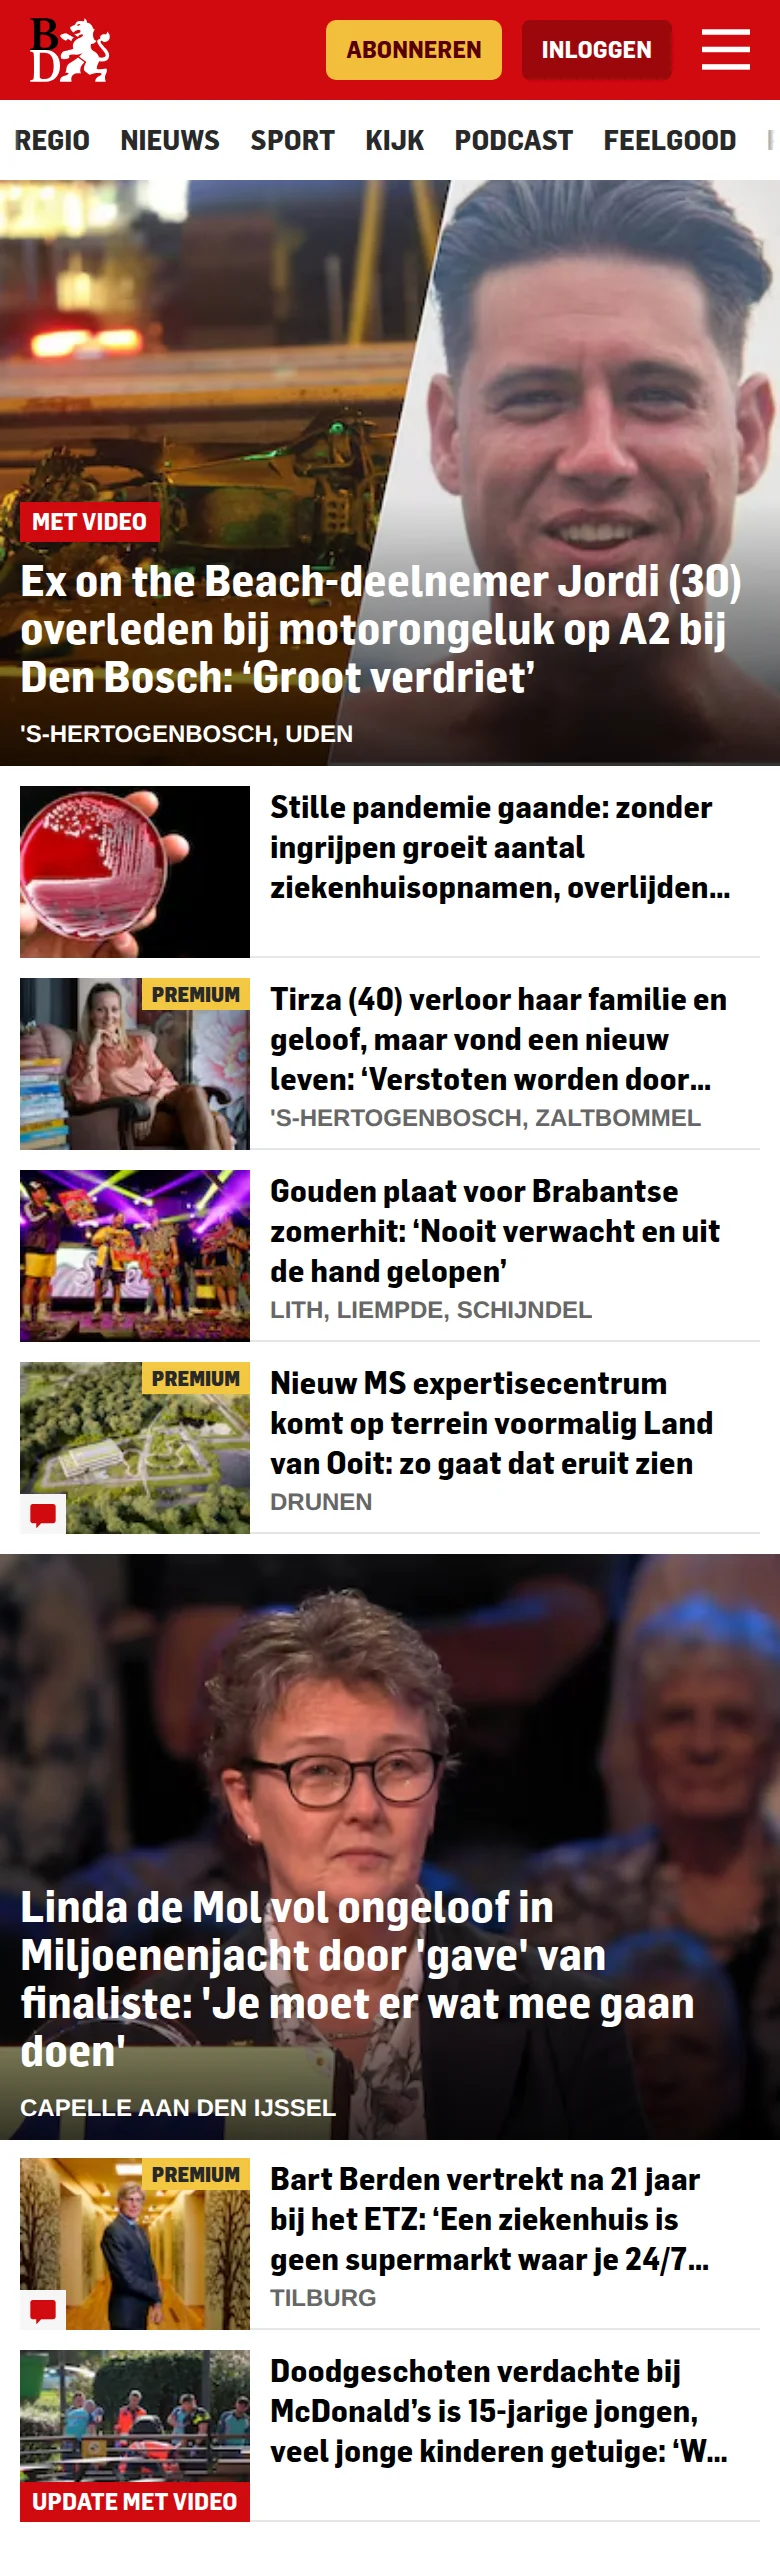 BD
ABONNEREN
INLOGGEN
REGIO NIEUWS SPORT KIJK PODCAST FEELGOOD
MET VIDEO
Ex on the Beach-deelnemer Jordi (30)
overleden bij motorongeluk op A2 bij
Den Bosch: ‘Groot verdriet’
'S-HERTOGENBOSCH, UDEN
Stille pandemie gaande: zonder
ingrijpen groeit aantal
ziekenhuisopnamen, overlijden...
PREMIUM
Tirza (40) verloor haar familie en
geloof, maar vond een nieuw
leven: ‘Verstoten worden door...
'S-HERTOGENBOSCH, ZALTBOMMEL
Gouden plaat voor Brabantse
zomerhit: ‘Nooit verwacht en uit
de hand gelopen’
LITH, LIEMPDE, SCHIJNDEL
PREMIUM
Nieuw MS expertisecentrum
komt op terrein voormalig Land
van Ooit: zo gaat dat eruit zien
DRUNEN
Linda de Mol vol ongeloof in
Miljoenenjacht door 'gave' van
finaliste: 'Je moet er wat mee gaan
doen'
CAPELLE AAN DEN IJSSEL
PREMIUM
Bart Berden vertrekt na 21 jaar
bij het ETZ: ‘Een ziekenhuis is
geen supermarkt waar je 24/7...
TILBURG
Doodgeschoten verdachte bij
McDonald’s is 15-jarige jongen,
veel jonge kinderen getuige: ‘W...
UPDATE MET VIDEO